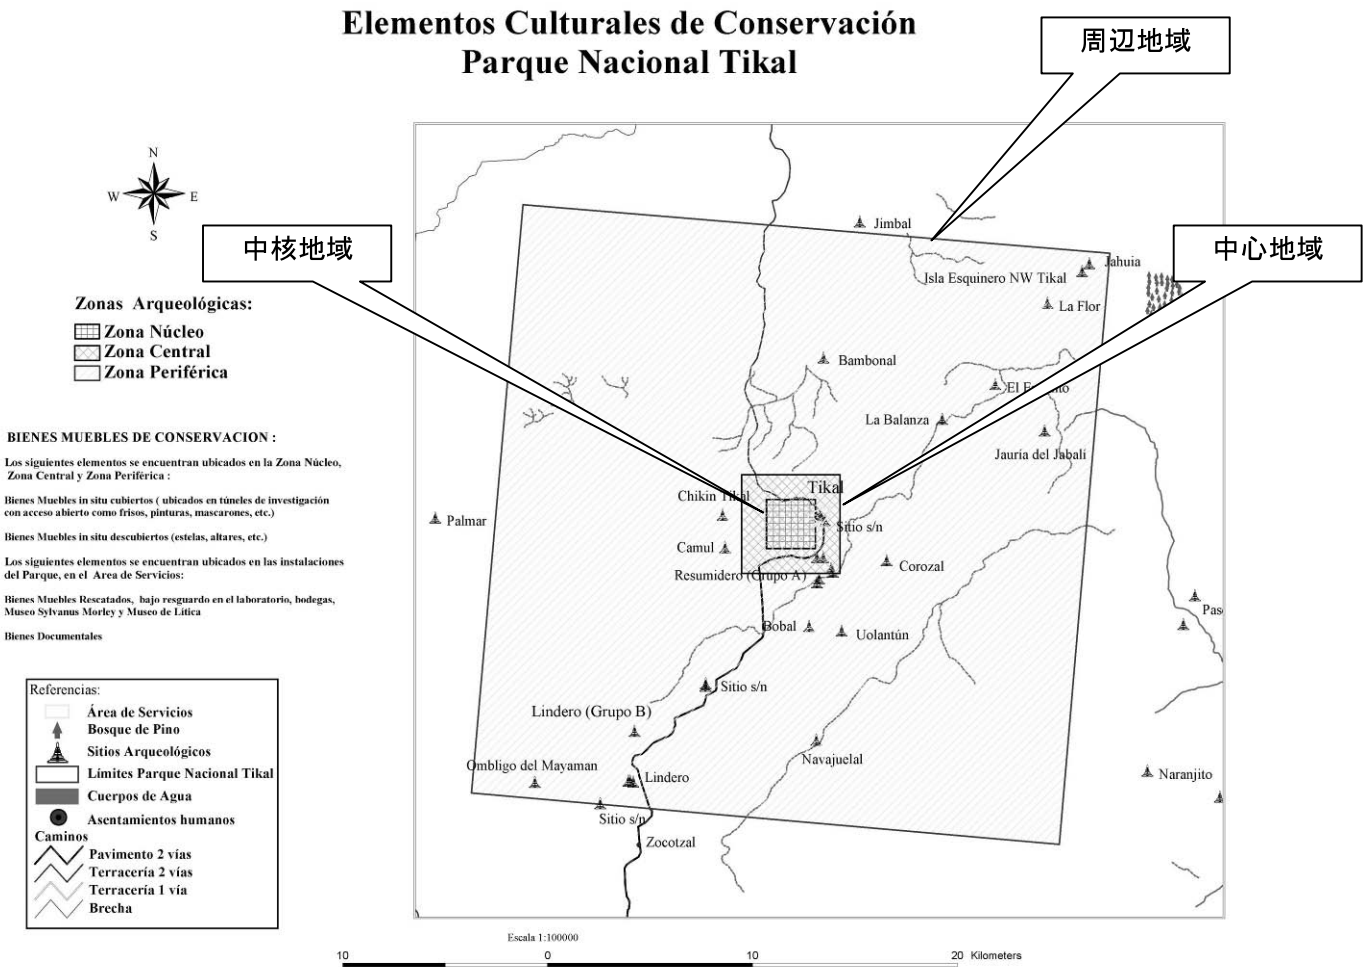 Elementos Culturales de Conservación
Parque Nacional Tikal
周辺地域
中核地域
中心地域
N
W E
S
Zonas Arqueológicas:
Zona Núcleo
Zona Central
Zona Periférica
BIENES MUEBLES DE CONSERVACION :
Los siguientes elementos se encuentran ubicados en la Zona Núcleo,
Zona Central y Zona Periférica :
Bienes Muebles in situ cubiertos ( ubicados en túneles de investigación
con acceso abierto como frisos, pinturas, mascarones, etc.)
Bienes Muebles in situ descubiertos (estelas, altares, etc.)
Los siguientes elementos se encuentran ubicados en las instalaciones
del Parque, en el Area de Servicios:
Bienes Muebles Rescatados, bajo resguardo en el laboratorio, bodegas,
Museo Sylvanus Morley y Museo de Lítica
Bienes Documentales
Referencias:
Área de Servicios
Bosque de Pino
Sitios Arqueológicos
Límites Parque Nacional Tikal
Cuerpos de Agua
Asentamientos humanos
Caminos
Pavimento 2 vías
Terracería 2 vías
Terracería 1 vía
Brecha
Jimbal
Jahuia
Isla Esquinero NW Tikal
La Flor
Bambonal
El
La Balanza
Jauría del Jabalí
Tikal
Chikin Tikal
Sitio s/n
Palmar
Camul
Corozal
Resumidero (Grupo A)
Bobal
Uolantún
Sitio s/n
Lindero (Grupo B)
Navajuelal
Ombligo del Mayaman
Lindero
Naranjito
Sitio s/n
Zocotzal
Escala 1:100000
10 0 10 20 Kilometers